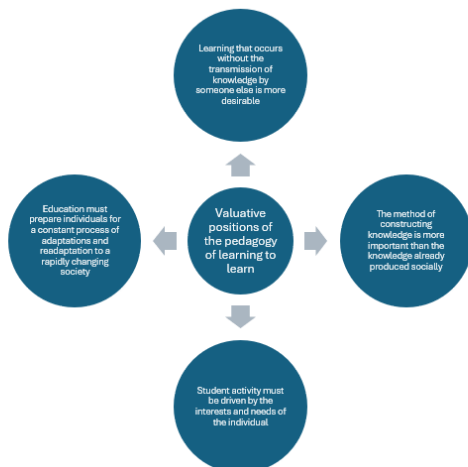 Learning that occurs
without the
transmission of
knowledge by
someone else is more
desirable
Education must
prepare individuals for
a constant process of
adaptations and
readaptation to a
rapidly changing
society
Valuative
positions of
the pedagogy
of learning to
learn
The method of
constructing
knowledge is more
important than the
knowledge already
produced socially
Student activity must
be driven by the
interests and needs of
the individual